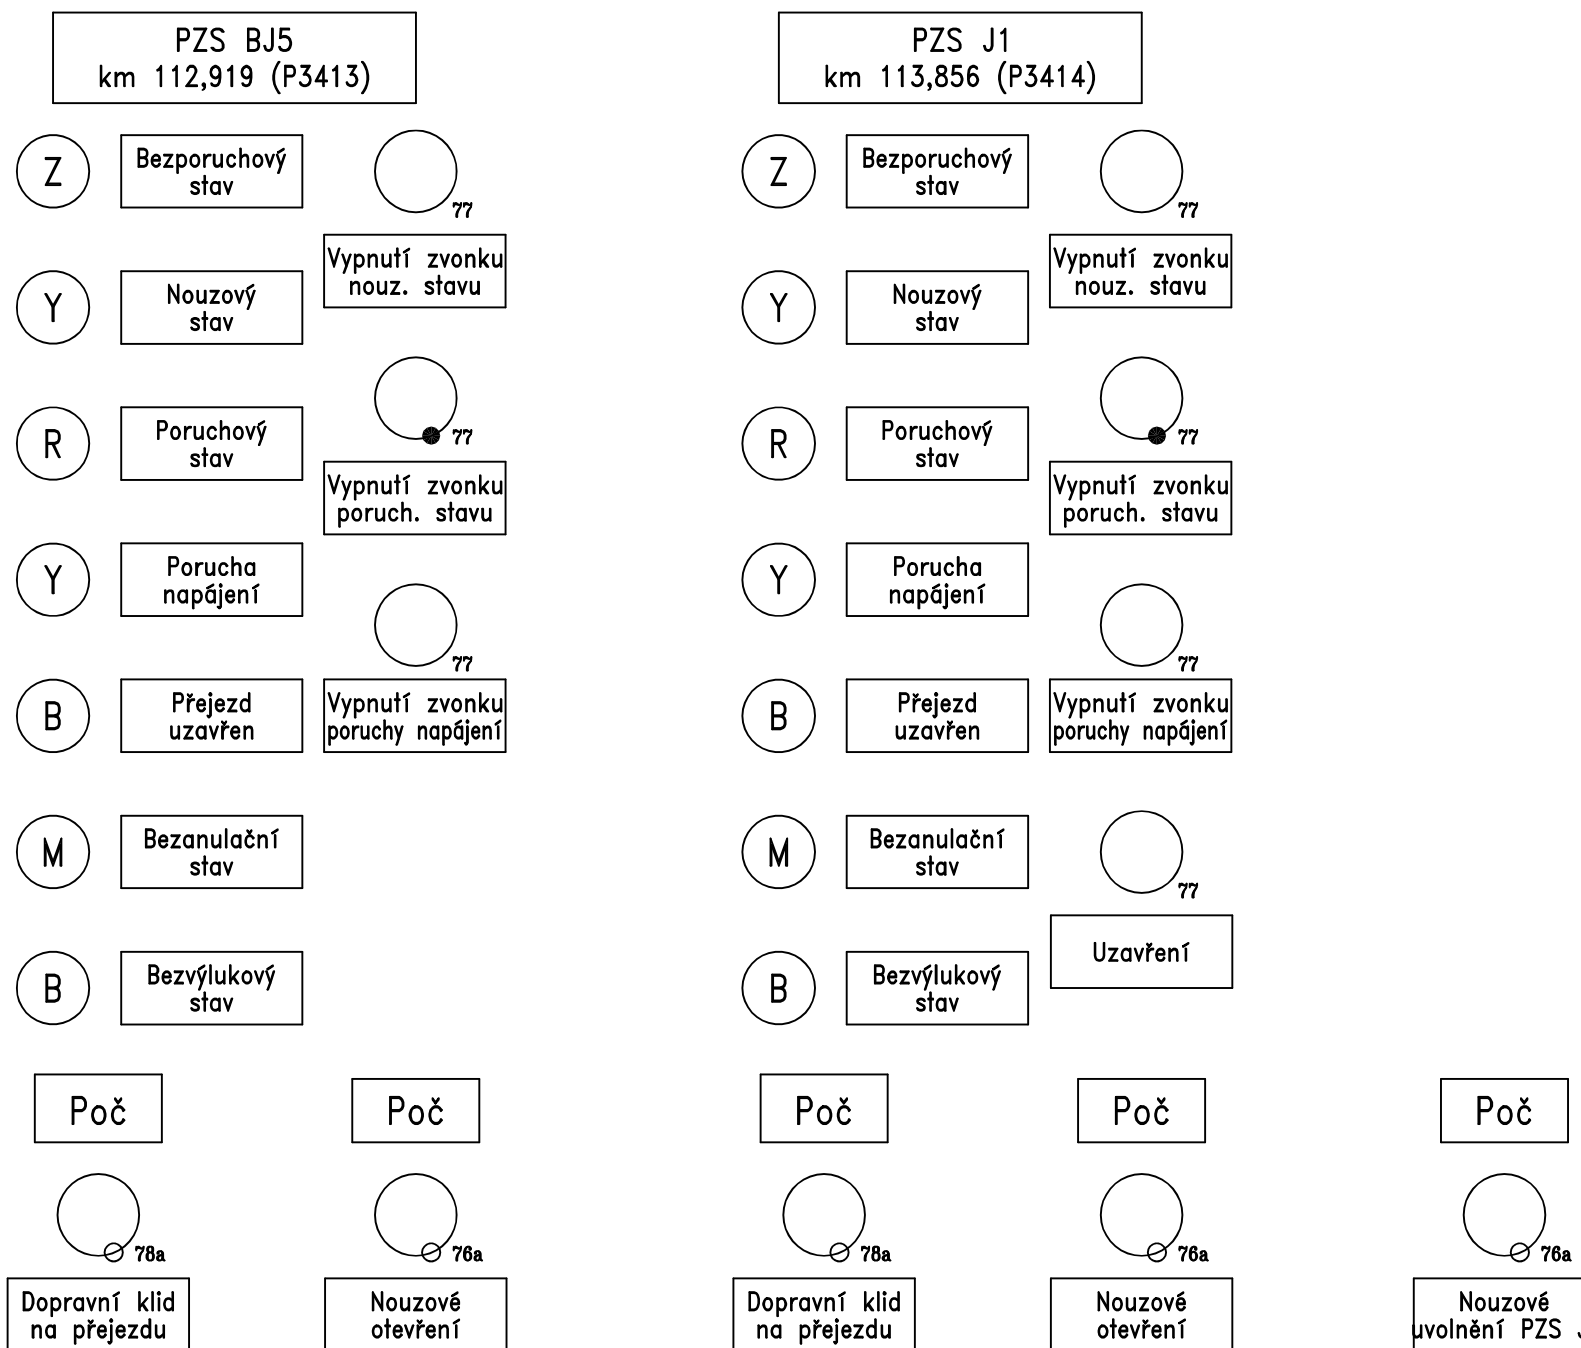 PZS BJ5
km 112,919 (P3413)
Z
Bezporuchový
stav
77
Vypnutí zvonku
nouz. stavu
Y
Nouzový
stav
R
Poruchový
stav
77
Vypnutí zvonku
poruch. stavu
Y
Porucha
napájení
77
B
Přejezd
uzavřen
Vypnutí zvonku
poruchy napájení
M
Bezanulační
stav
B
Bezvýlukový
stav
Poč
Poč
78a
76a
Dopravní klid
na přejezdu
Nouzové
otevření
PZS J1
km 113,856 (P3414)
Z
Bezporuchový
stav
77
Vypnutí zvonku
nouz. stavu
Y
Nouzový
stav
R
Poruchový
stav
77
Vypnutí zvonku
poruch. stavu
Y
Porucha
napájení
77
B
Přejezd
uzavřen
Vypnutí zvonku
poruchy napájení
M
Bezanulační
stav
77
Uzavření
B
Bezvýlukový
stav
Poč
Poč
78a
76a
Dopravní klid
na přejezdu
Nouzové
otevření
Poč
76a
Nouzové
uvolnění PZS